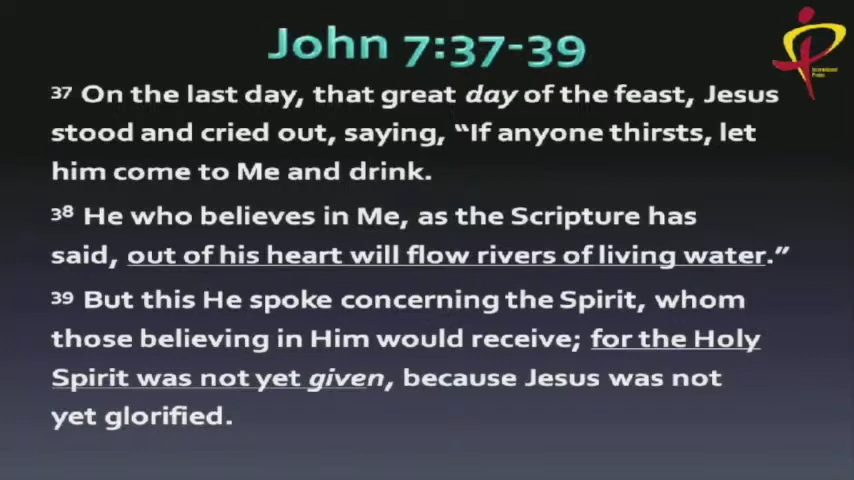 John 7:37-39
International
Praise
37 On the last day, that great day of the feast, Jesus
stood and cried out, saying, “If anyone thirsts, let
him come to Me and drink.
38 He who believes in Me, as the Scripture has
said, out of his heart will flow rivers of living water.”
39 But this He spoke concerning the Spirit, whom
those believing in Him would receive; for the Holy
Spirit was not yet given, because Jesus was not
yet glorified.